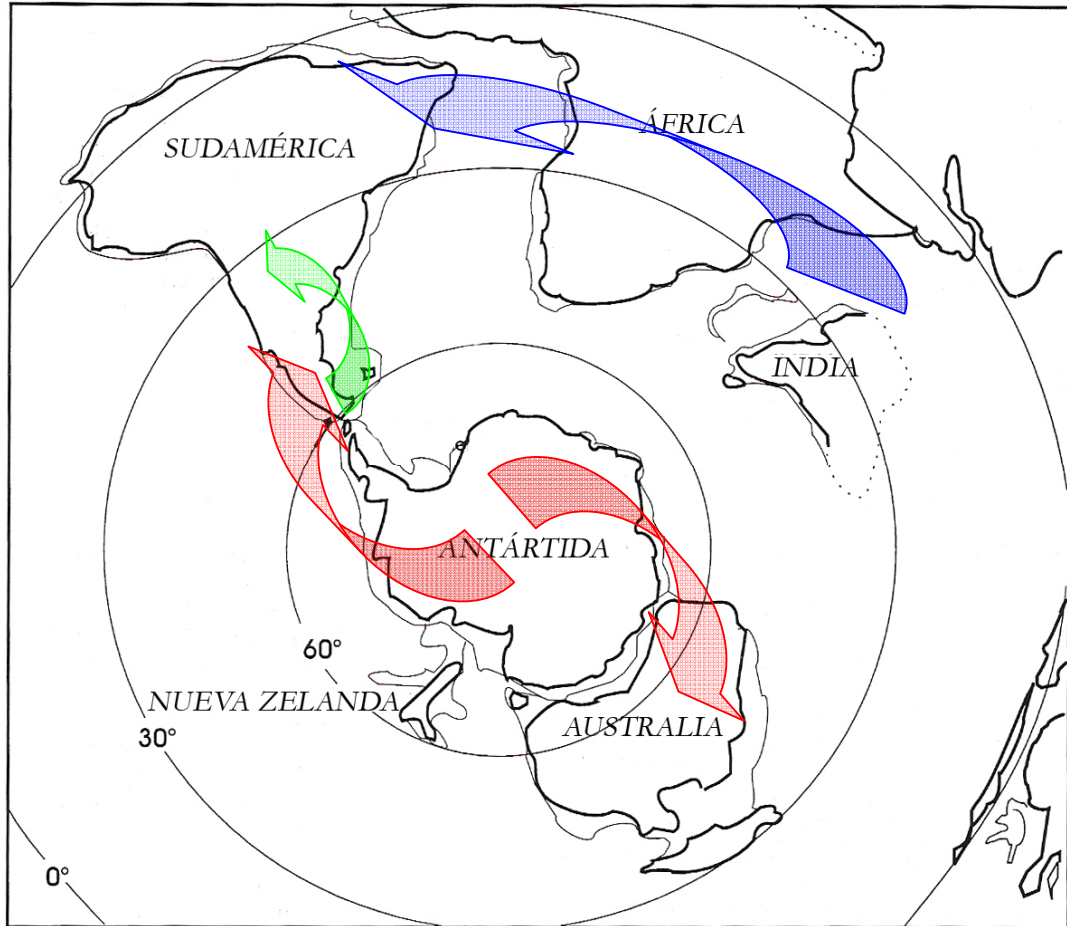 ÁFRICA
SUDAMÉRICA
INDIA
ANTÁRTIDA
60°
NUEVA ZELANDA
AUSTRALIA
30°
0°